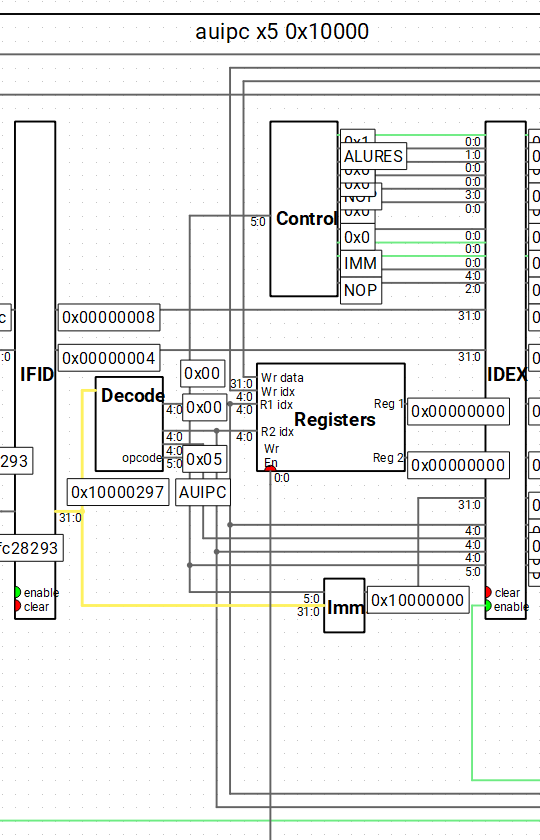 auipc x5 0x10000
0x1
0:0
ALURES
1:0
0x0
0:0
0x0
0:0
NOP
3:0
0x0
0:0
5:0
Control
0x0
0:0
0:0
IMM
0:0
4:0
NOP
2:0
c
0x00000008
31:0
:0
0x00000004
31:0
IFID
IDEX
0x00
Wr data
31:0
Wr idx
Decode
4:0
4:0
0x00
4:0
R1 idx
Reg 1
0x00000000
Registers
4:0
4:0
R2 idx
Wr
4:0
opcode
5:0
0x05
En
Reg 2
0x00000000
293
0:0
0x10000297
AUIPC
31:0
31:0
4:0
4:0
fc28293
4:0
4:0
5:0
enable
clear
5:0
31:0
Imm
0x10000000
clear
enable